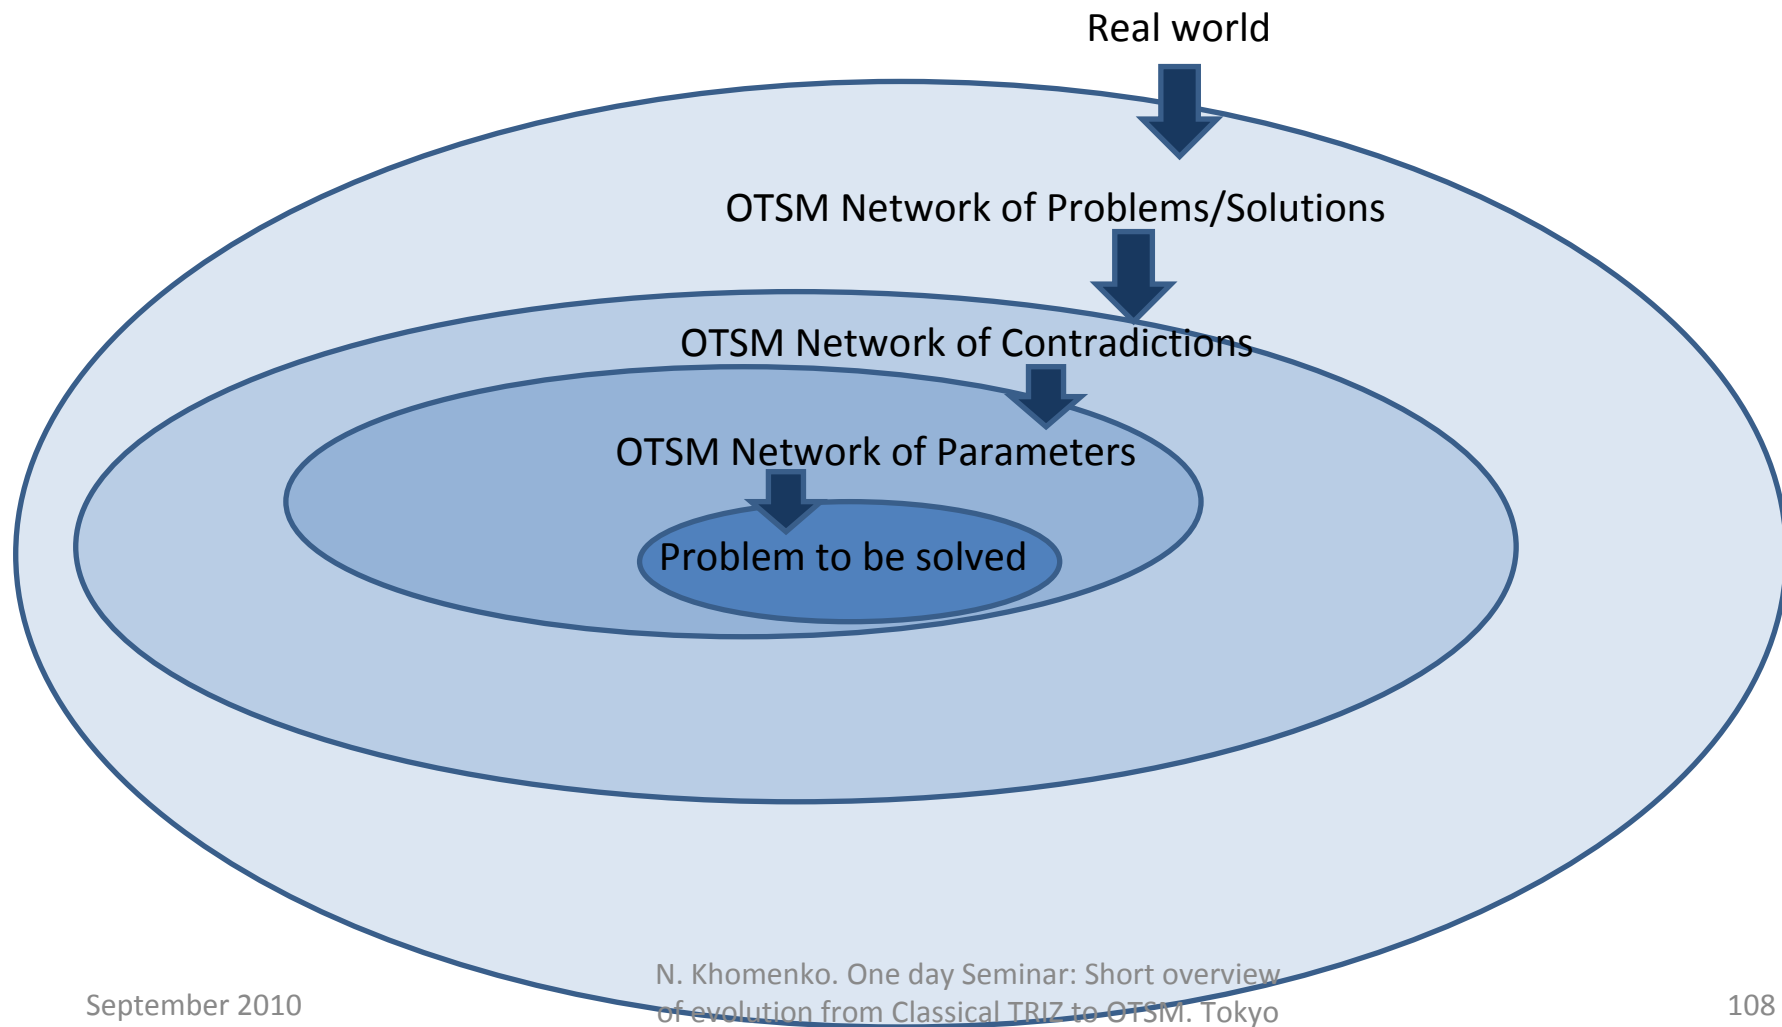 Real world
OTSM Network of Problems/Solutions
OTSM Network of Contradictions
OTSM Network of Parameters
Problem to be solved
September 2010
N. Khomenko. One day Seminar: Short overview
of evolution from Classical TRIZ to OTSM. Tokyo
108